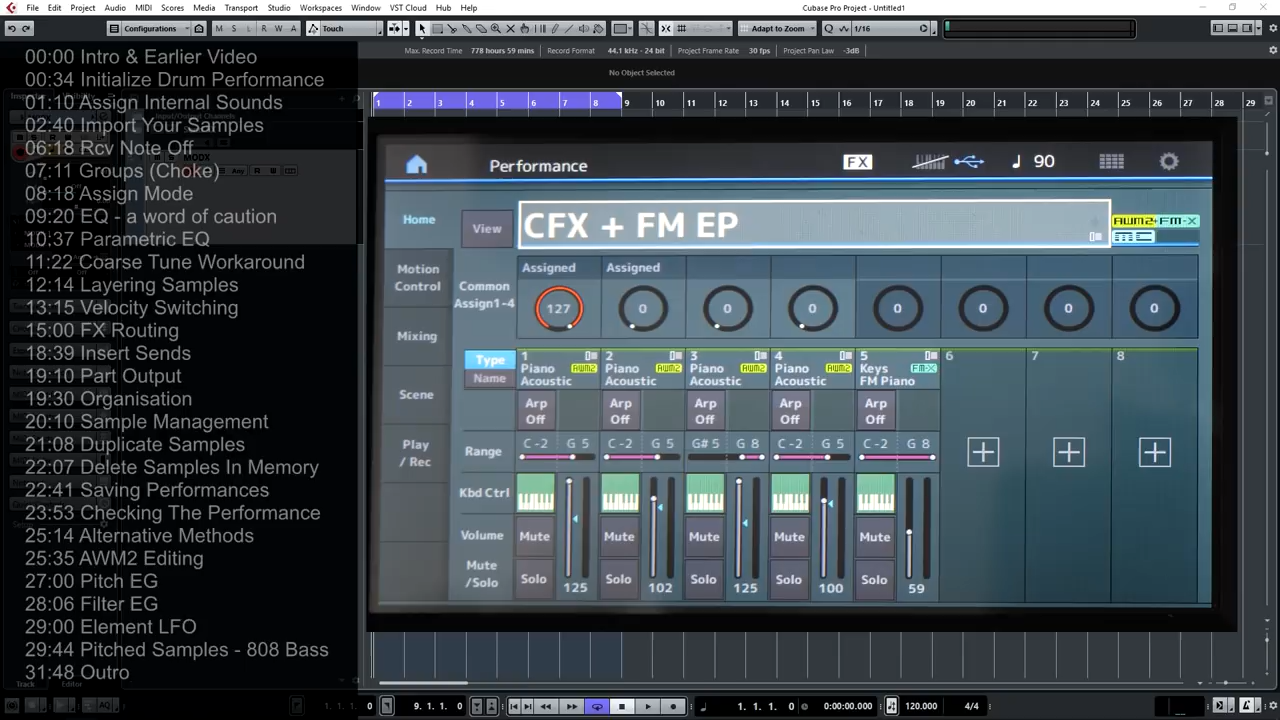 File Edit Project Audio MIDI Scores Media Transport Studio Workspaces Window VST Cloud Hub Help
Cubase Pro Project - Untitled1
Configurations
M S L R W A
Touch
Adapt to Zoom
1/16
Max. Record Time 778 hours 59 mins Record Format 44.1 kHz - 24 bit Project Frame Rate 30 fps Project Pan Law -3dB
No Object Selected
1 2 3 4 5 6 7 8 9 10 11 12 13 14 15 16 17 18 19 20 21 22 23 24 25 26 27 28 29
00:00 Intro & Earlier Video
00:34 Initialize Drum Performance
01:10 Assign Internal Sounds
02:40 Import Your Samples
06:18 Rcv Note Off
07:11 Groups (Choke)
08:18 Assign Mode
09:20 EQ - a word of caution
10:37 Parametric EQ
11:22 Coarse Tune Workaround
12:14 Layering Samples
13:15 Velocity Switching
15:00 FX Routing
18:39 Insert Sends
19:10 Part Output
19:30 Organisation
20:10 Sample Management
21:08 Duplicate Samples
22:07 Delete Samples In Memory
22:41 Saving Performances
23:53 Checking The Performance
25:14 Alternative Methods
25:35 AWM2 Editing
27:00 Pitch EG
28:06 Filter EG
29:00 Element LFO
29:44 Pitched Samples - 808 Bass
31:48 Outro
MODX
Any
Track
Editor
Performance
FX
90
Home
View
CFX + FM EP
AWM2+FM-X
MC
Motion
Control
Mixing
Scene
Play
/ Rec
Common
Assign1-4
Assigned Assigned
127 0 0 0 0 0 0 0
Type
Name
1 Piano Acoustic AWM2
2 Piano Acoustic AWM2
3 Piano Acoustic AWM2
4 Piano Acoustic AWM2
5 Keys FM Piano FM-X
6 7 8
Arp Off Arp Off Arp Off Arp Off Arp Off
Range
C -2 G 5 C -2 G 5 G# 5 G 8 C -2 G 5 C -2 G 8
Kbd Ctrl
Volume
Mute Mute Mute Mute Mute
Mute
/Solo
Solo Solo Solo Solo Solo
125 102 125 100 59
AQ
1. 1. 1. 0
9. 1. 1. 0
1. 1. 1. 0
0:00:00.000
120.000
4/4